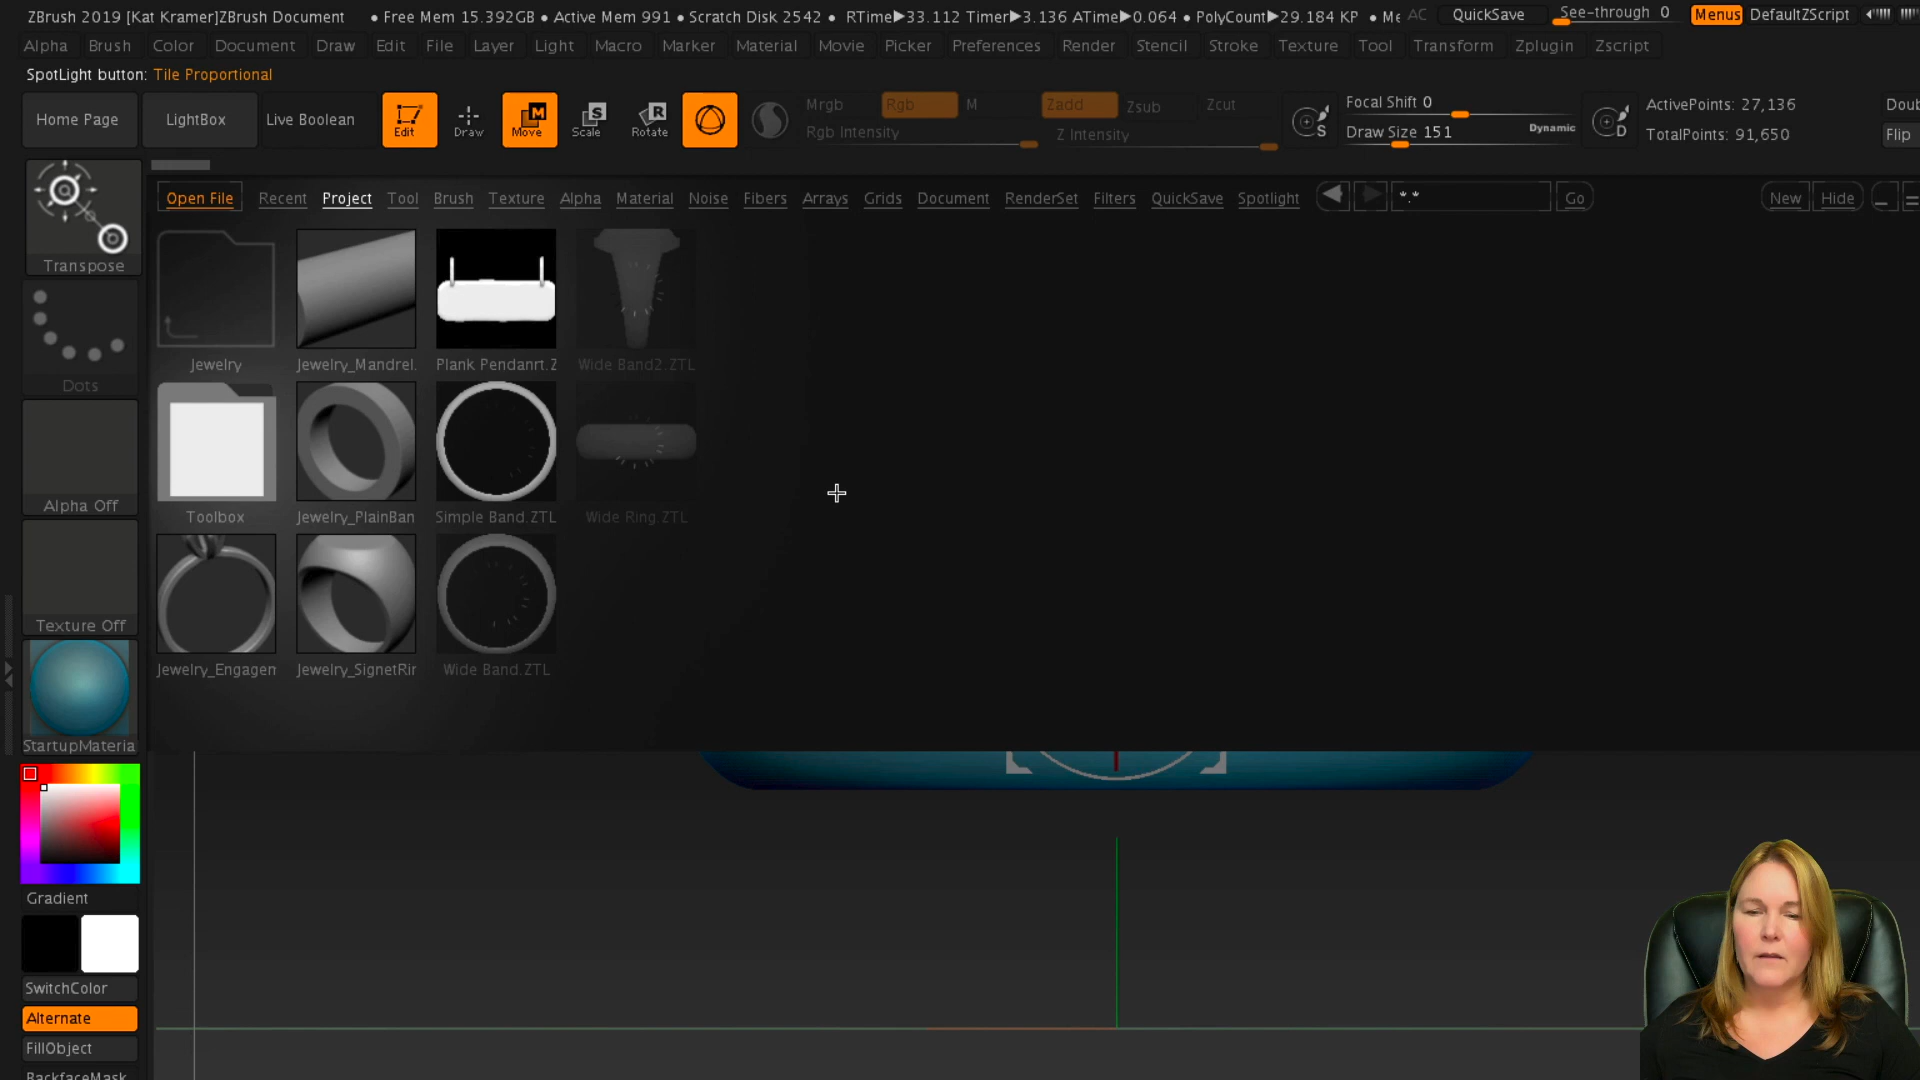 ZBrush 2019 [Kat Kramer]ZBrush Document • Free Mem 15.392GB • Active Mem 991 • Scratch Disk 2542 • RTime▶33.112 Timer▶3.136 ATime▶0.064 • PolyCount▶29.184 KP • Me AC QuickSave See-through 0 Menus DefaultZScript
Alpha Brush Color Document Draw Edit File Layer Light Macro Marker Material Movie Picker Preferences Render Stencil Stroke Texture Tool Transform Zplugin Zscript
SpotLight button: Tile Proportional
Home Page LightBox Live Boolean Edit Draw Move Scale Rotate Mrgb Rgb M Zadd Zsub Zcut Focal Shift 0 ActivePoints: 27,136
Rgb Intensity Z Intensity S Draw Size 151 Dynamic D TotalPoints: 91,650 Flip
Open File Recent Project Tool Brush Texture Alpha Material Noise Fibers Arrays Grids Document RenderSet Filters QuickSave Spotlight *.* Go New Hide
Transpose
Jewelry Jewelry_Mandrel. Plank Pendanrt.Z Wide Band2.ZTL
Dots
Alpha Off
Toolbox Jewelry_PlainBan Simple Band.ZTL Wide Ring.ZTL
Texture Off
Jewelry_Engagem Jewelry_SignetRir Wide Band.ZTL
StartupMateria
Gradient
SwitchColor
Alternate
FillObject
BackfaceMask